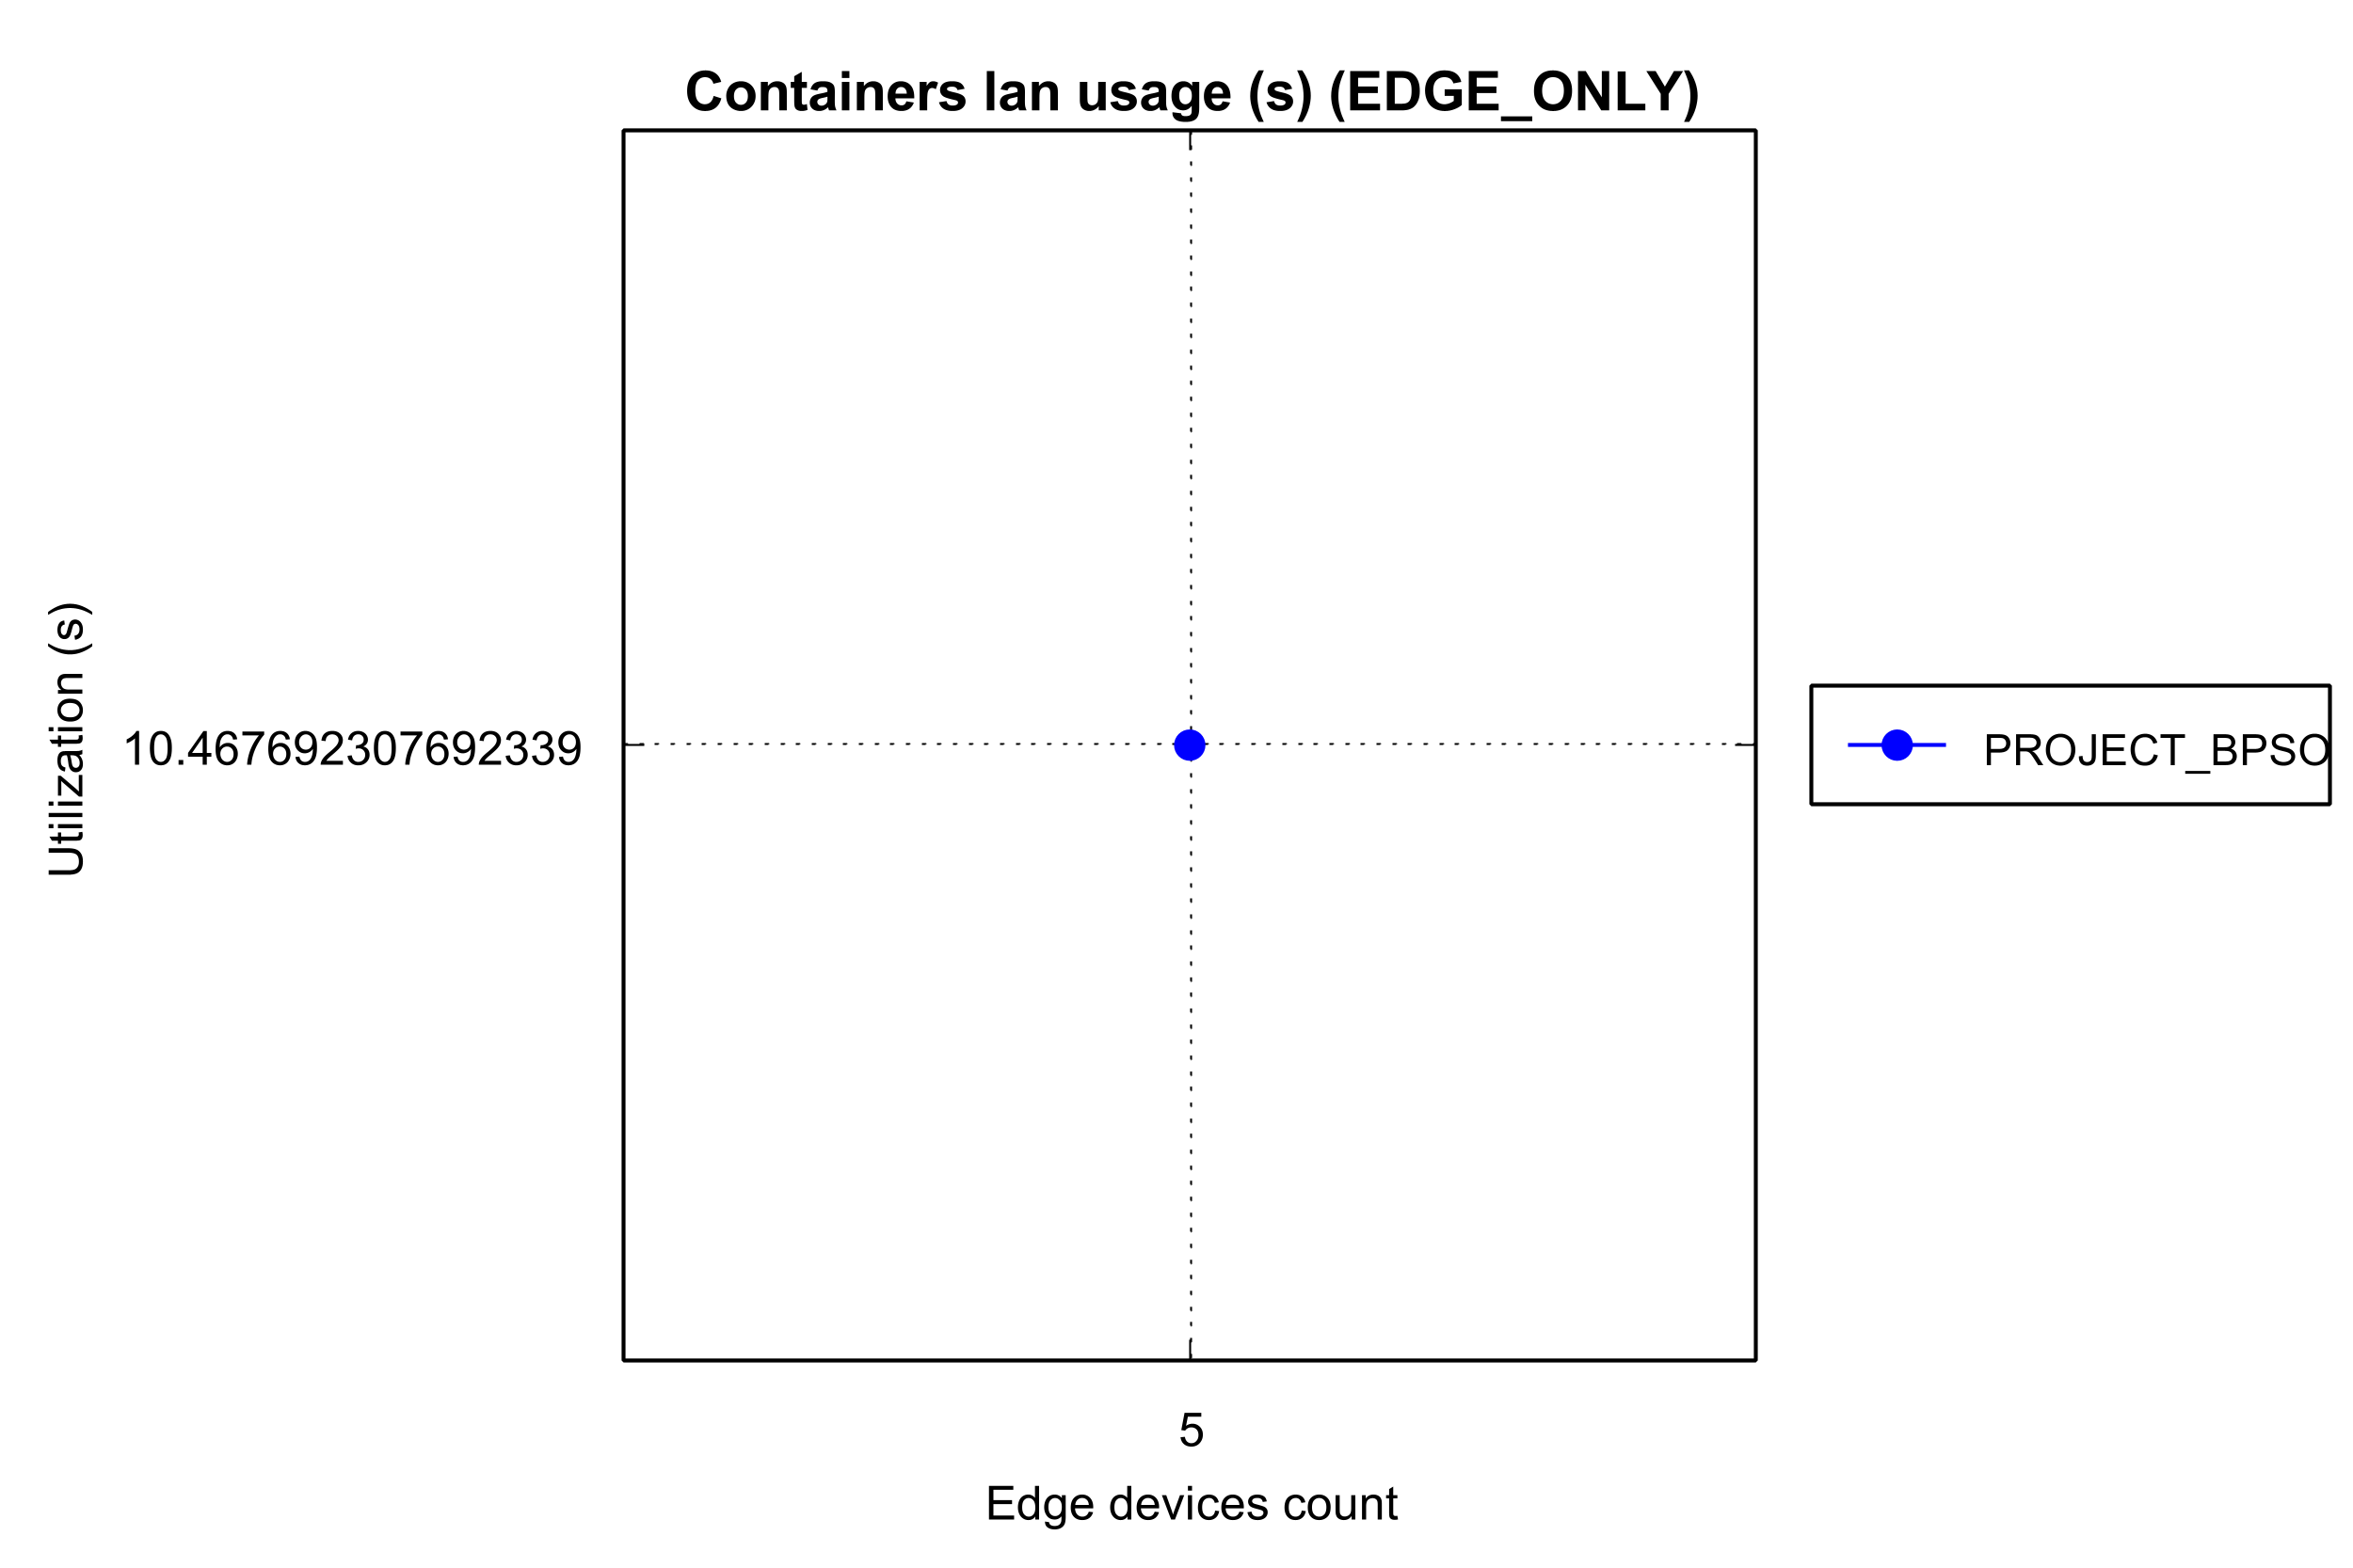 Containers lan usage (s) (EDGE_ONLY)
Utilization (s)
10.467692307692339
PROJECT_BPSO
5
Edge devices count